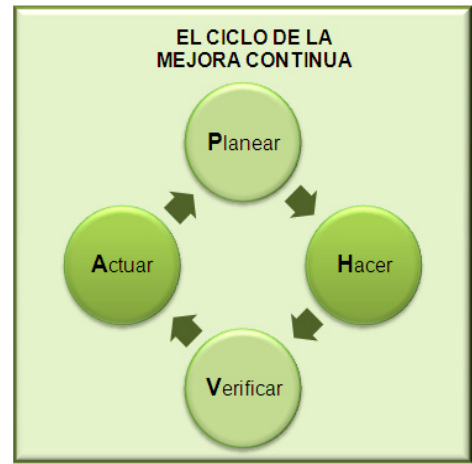 EL CICLO DE LA
MEJORA CONTINUA
Planear
Hacer
Verificar
Actuar